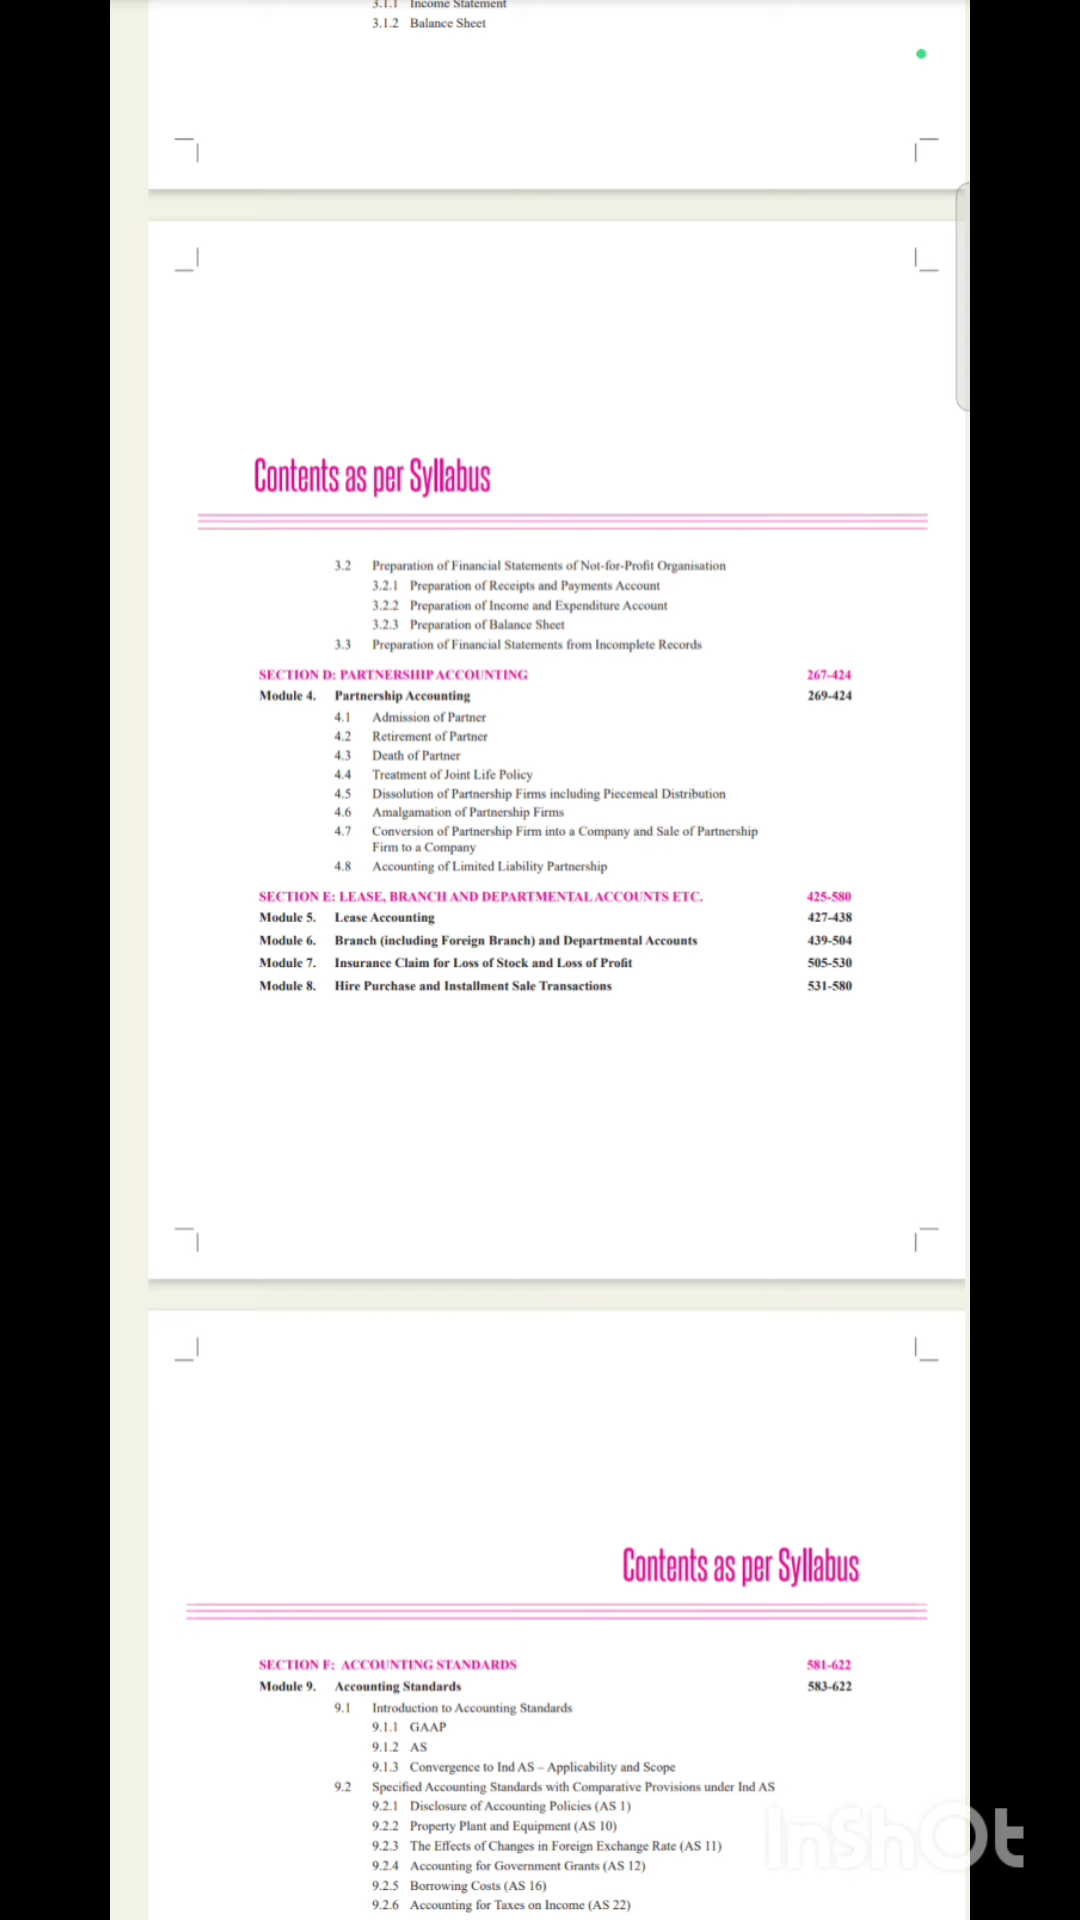 3.1.1 Income Statement
3.1.2 Balance Sheet
Contents as per Syllabus
3.2 Preparation of Financial Statements of Not-for-Profit Organisation
3.2.1 Preparation of Receipts and Payments Account
3.2.2 Preparation of Income and Expenditure Account
3.2.3 Preparation of Balance Sheet
3.3 Preparation of Financial Statements from Incomplete Records
SECTION D: PARTNERSHIP ACCOUNTING 267-424
Module 4. Partnership Accounting 269-424
4.1 Admission of Partner
4.2 Retirement of Partner
4.3 Death of Partner
4.4 Treatment of Joint Life Policy
4.5 Dissolution of Partnership Firms including Piecemeal Distribution
4.6 Amalgamation of Partnership Firms
4.7 Conversion of Partnership Firm into a Company and Sale of Partnership
Firm to a Company
4.8 Accounting of Limited Liability Partnership
SECTION E: LEASE, BRANCH AND DEPARTMENTAL ACCOUNTS ETC. 425-580
Module 5. Lease Accounting 427-438
Module 6. Branch (including Foreign Branch) and Departmental Accounts 439-504
Module 7. Insurance Claim for Loss of Stock and Loss of Profit 505-530
Module 8. Hire Purchase and Installment Sale Transactions 531-580
Contents as per Syllabus
SECTION F: ACCOUNTING STANDARDS 581-622
Module 9. Accounting Standards 583-622
9.1 Introduction to Accounting Standards
9.1.1 GAAP
9.1.2 AS
9.1.3 Convergence to Ind AS – Applicability and Scope
9.2 Specified Accounting Standards with Comparative Provisions under Ind AS
9.2.1 Disclosure of Accounting Policies (AS 1)
9.2.2 Property Plant and Equipment (AS 10)
9.2.3 The Effects of Changes in Foreign Exchange Rate (AS 11)
9.2.4 Accounting for Government Grants (AS 12)
9.2.5 Borrowing Costs (AS 16)
9.2.6 Accounting for Taxes on Income (AS 22)
InShOt